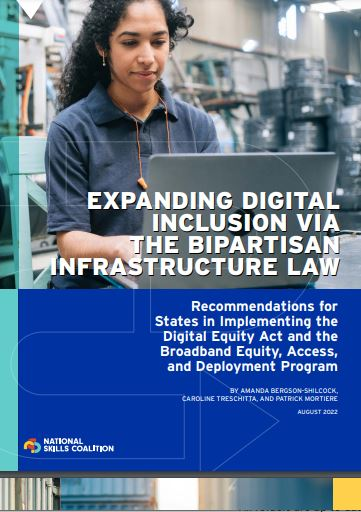 EXPANDING DIGITAL
INCLUSION VIA
THE BIPARTISAN
INFRASTRUCTURE LAW
Recommendations for
States in Implementing the
Digital Equity Act and the
Broadband Equity, Access,
and Deployment Program
BY AMANDA BERGSON-SHILCOCK,
CAROLINE TRESCHITTA, AND PATRICK MORTIERE
AUGUST 2022
NATIONAL
SKILLS COALITION